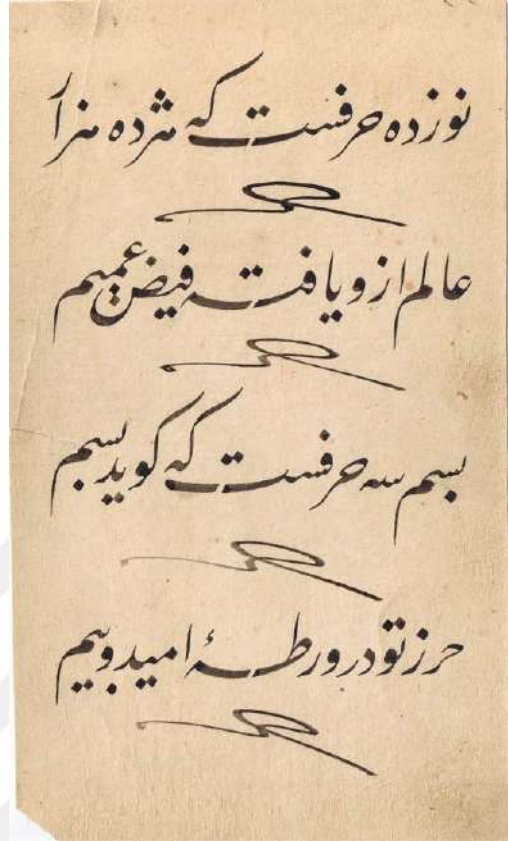 نوزده حرفست که هژده هزار
عالم ازو یافته فیض عمیم
بسم سه حرفست که کوید بسم
حرز تو در ورطهٔ امید و بیم